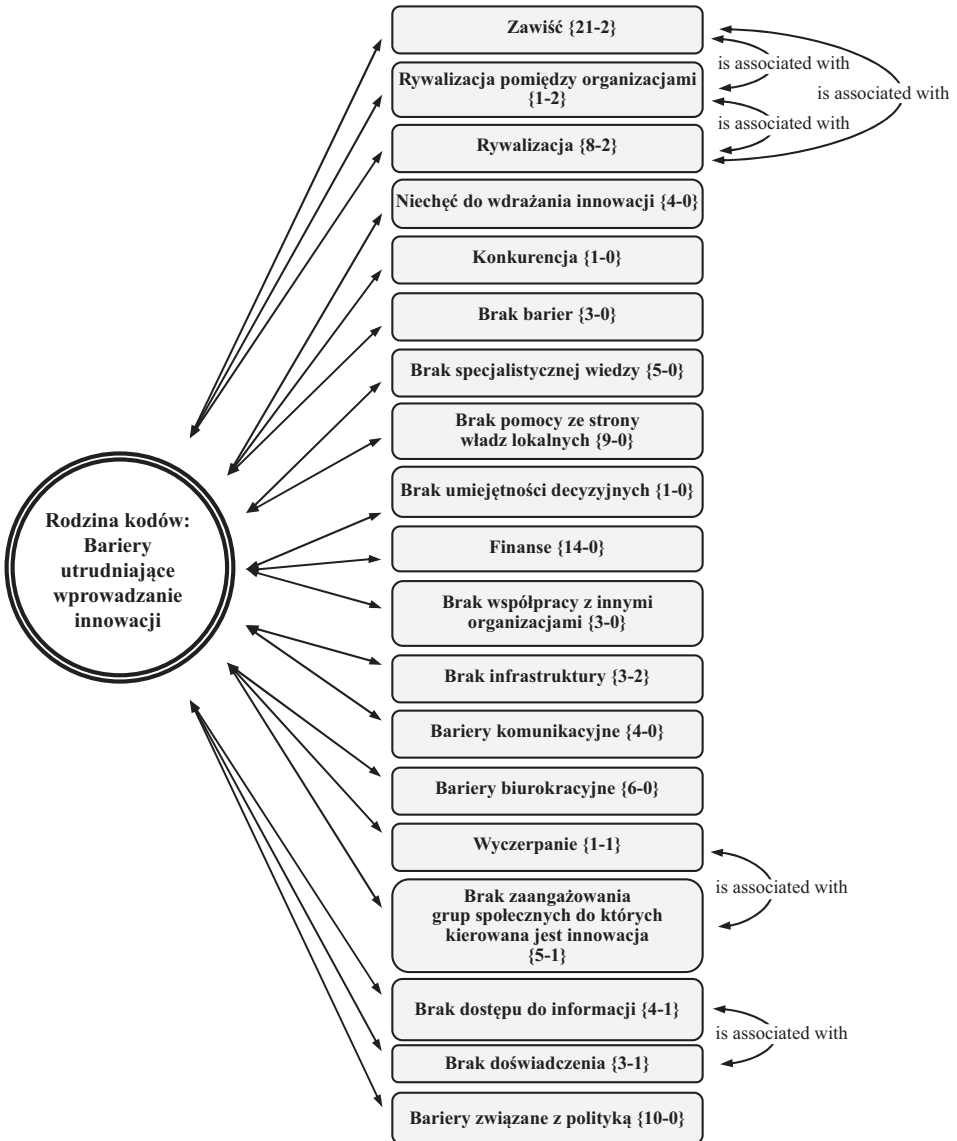 Zawiść {21-2}
is associated with
Rywalizacja pomiędzy organizacjami
{1-2}
is associated with
is associated with
Rywalizacja {8-2}
Niechęć do wdrażania innowacji {4-0}
Konkurencja {1-0}
Brak barier {3-0}
Brak specjalistycznej wiedzy {5-0}
Brak pomocy ze strony
władz lokalnych {9-0}
Brak umiejętności decyzyjnych {1-0}
Rodzina kodów:
Bariery
utrudniające
wprowadzanie
innowacji
Finanse {14-0}
Brak współpracy z innymi
organizacjami {3-0}
Brak infrastruktury {3-2}
Bariery komunikacyjne {4-0}
Bariery biurokracyjne {6-0}
Wyczerpanie {1-1}
is associated with
Brak zaangażowania
grup społecznych do których
kierowana jest innowacja
{5-1}
Brak dostępu do informacji {4-1}
is associated with
Brak doświadczenia {3-1}
Bariery związane z polityką {10-0}